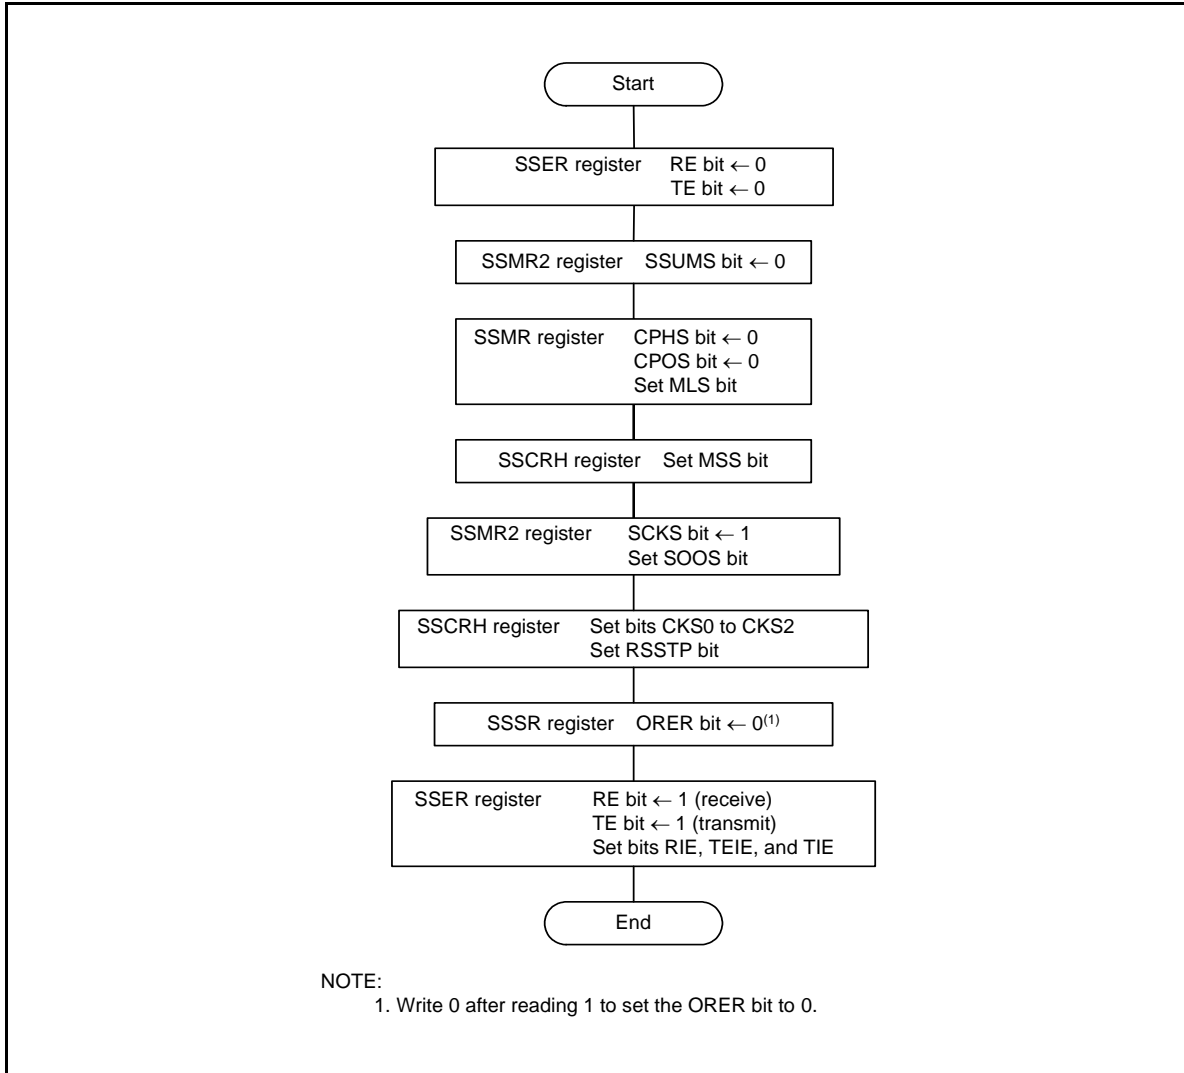 Start
SSER register RE bit ← 0
TE bit ← 0
SSMR2 register SSUMS bit ← 0
SSMR register CPHS bit ← 0
CPOS bit ← 0
Set MLS bit
SSCRH register Set MSS bit
SSMR2 register SCKS bit ← 1
Set SOOS bit
SSCRH register Set bits CKS0 to CKS2
Set RSSTP bit
SSSR register ORER bit ← 0(1)
SSER register RE bit ← 1 (receive)
TE bit ← 1 (transmit)
Set bits RIE, TEIE, and TIE
End
NOTE:
1. Write 0 after reading 1 to set the ORER bit to 0.